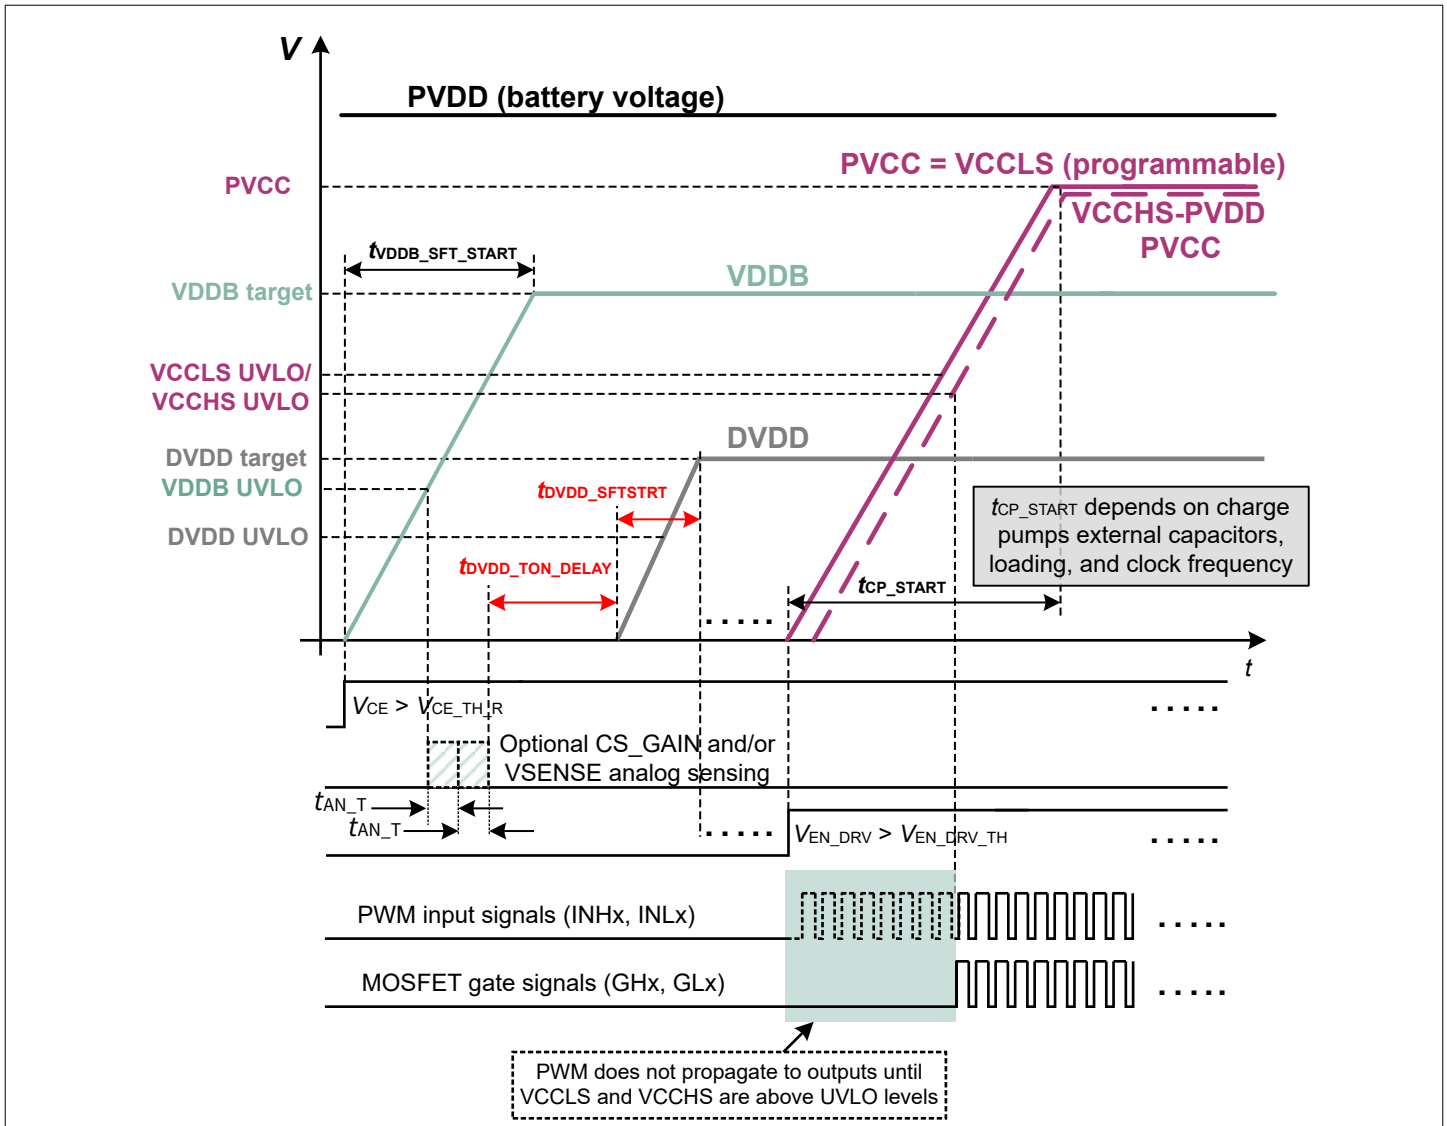 V
PVDD (battery voltage)
PVCC = VCCLS (programmable)
PVCC
VCCHS-PVDD
PVCC
tVDDB_SFT_START
VDDB target
VDDB
VCCLS UVLO/
VCCHS UVLO
DVDD
DVDD target
VDDB UVLO
tDVDD_SFTSTRT
DVDD UVLO
tCP_START depends on charge
pumps external capacitors,
loading, and clock frequency
tDVDD_TON_DELAY
tCP_START
.....
t
VCE > VCE_TH_R
.....
Optional CS_GAIN and/or
VSENSE analog sensing
tAN_T
tAN_T
.....
VEN_DRV > VEN_DRV_TH
.....
PWM input signals (INHx, INLx)
.....
MOSFET gate signals (GHx, GLx)
.....
PWM does not propagate to outputs until
VCCLS and VCCHS are above UVLO levels